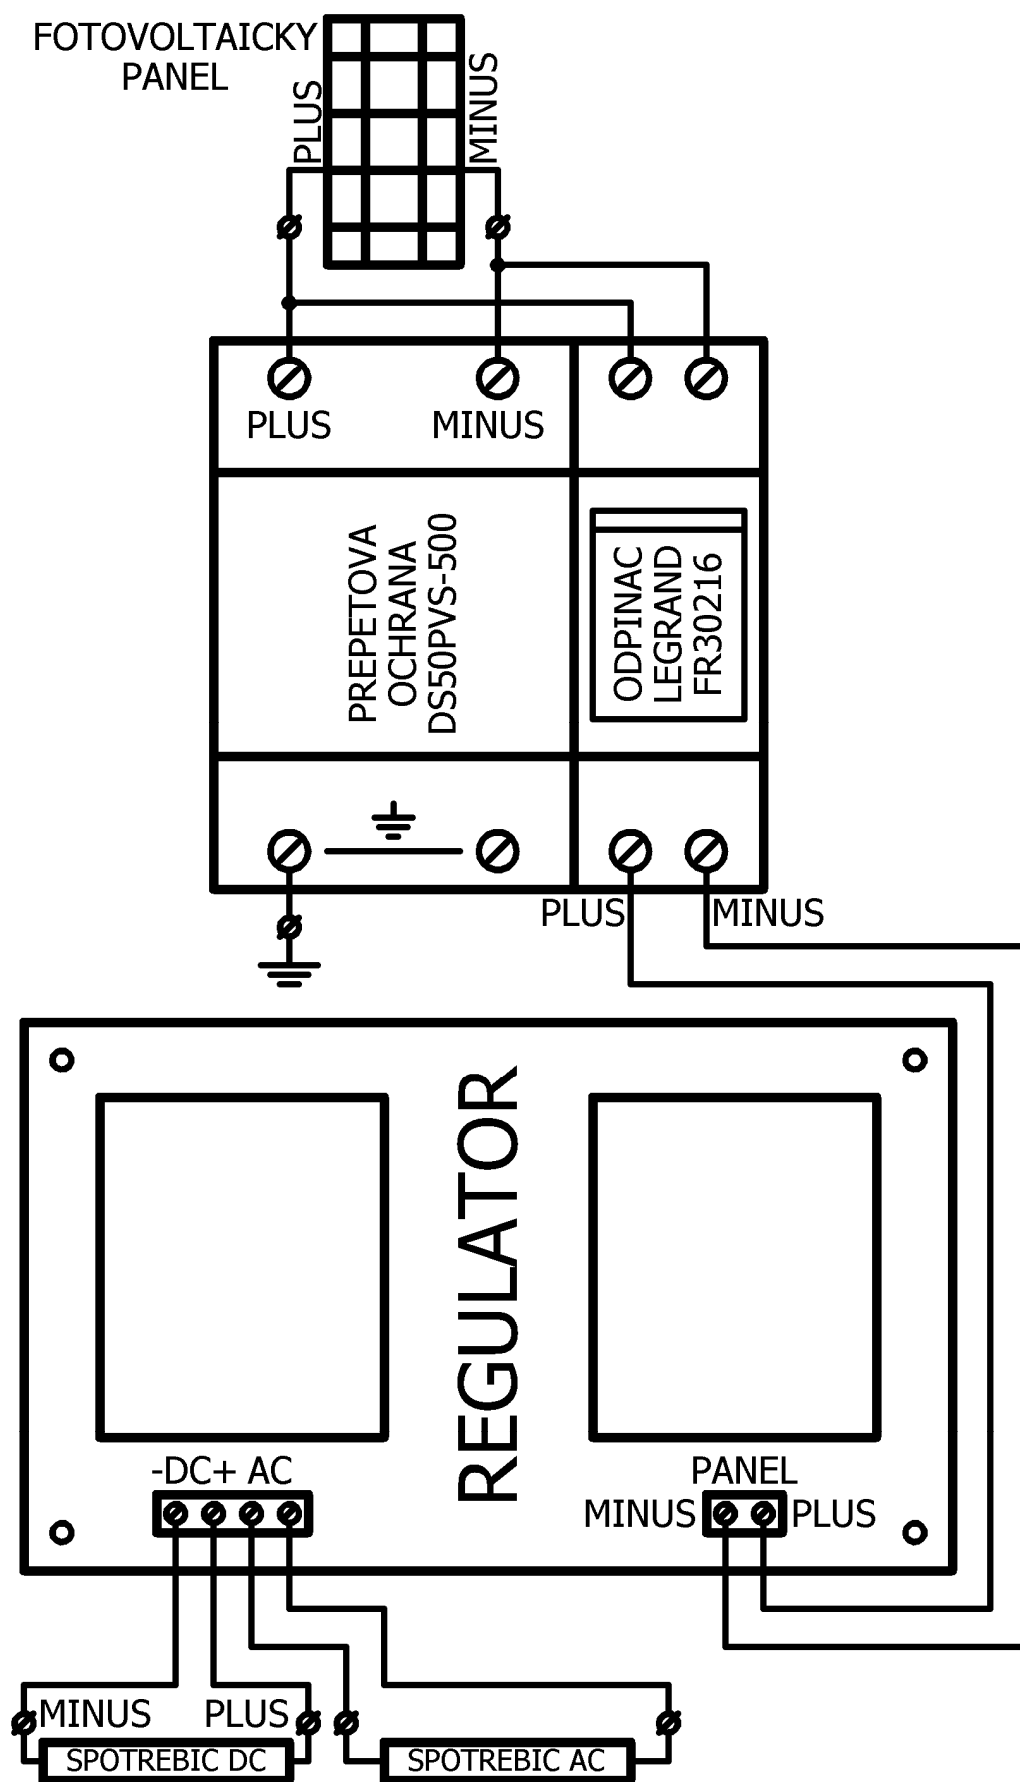 FOTOVOLTAICKY
PANEL
PLUS
MINUS
PLUS
MINUS
PREPETOVA
OCHRANA
DS50PVS-500
ODPINAC
LEGRAND
FR30216
PLUS
MINUS
REGULATOR
-DC+ AC
PANEL
MINUS
PLUS
MINUS
PLUS
SPOTREBIC DC
SPOTREBIC AC